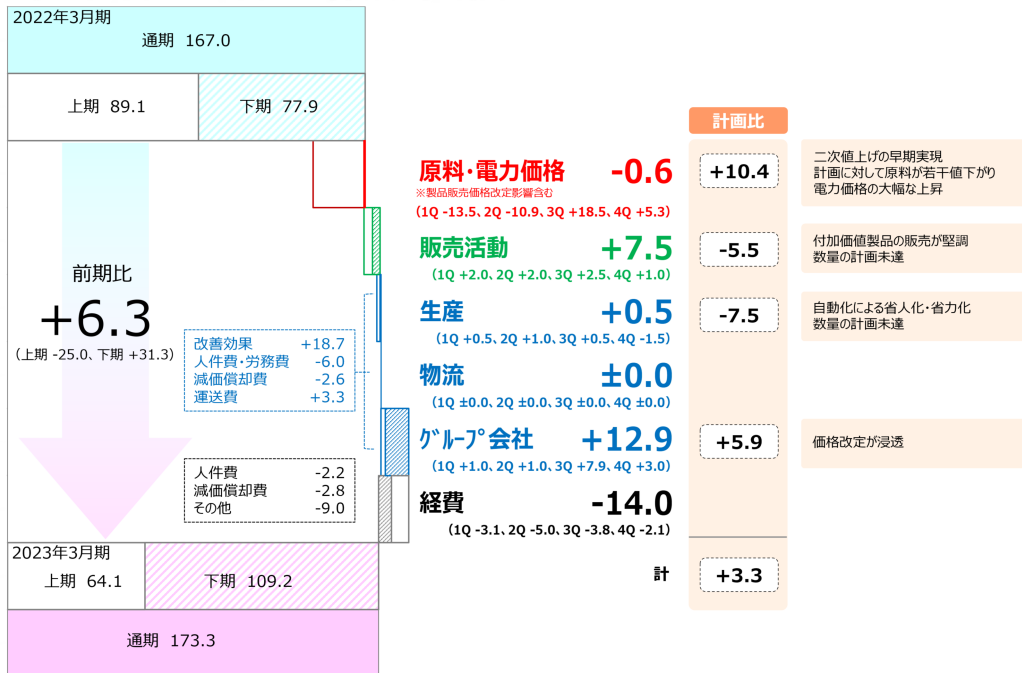 2022年3月期
通期 167.0
上期 89.1
下期 77.9
計画比
原料・電力価格 -0.6
※製品販売価格改定影響含む
(1Q -13.5、2Q -10.9、3Q +18.5、4Q +5.3)
+10.4
二次値上げの早期実現
計画に対して原料が若干値下がり
電力価格の大幅な上昇
販売活動 +7.5
(1Q +2.0、2Q +2.0、3Q +2.5、4Q +1.0)
-5.5
付加価値製品の販売が堅調
数量の計画未達
前期比
+6.3
(上期 -25.0、下期 +31.3)
生産 +0.5
(1Q +0.5、2Q +1.0、3Q +0.5、4Q -1.5)
-7.5
自動化による省人化・省力化
数量の計画未達
改善効果 +18.7
人件費・労務費 -6.0
減価償却費 -2.6
運送費 +3.3
物流 ±0.0
(1Q ±0.0、2Q ±0.0、3Q ±0.0、4Q ±0.0)
ｸﾞﾙｰﾌﾟ会社 +12.9
(1Q +1.0、2Q +1.0、3Q +7.9、4Q +3.0)
+5.9
価格改定が浸透
人件費 -2.2
減価償却費 -2.8
その他 -9.0
経費 -14.0
(1Q -3.1、2Q -5.0、3Q -3.8、4Q -2.1)
計
+3.3
2023年3月期
上期 64.1
下期 109.2
通期 173.3